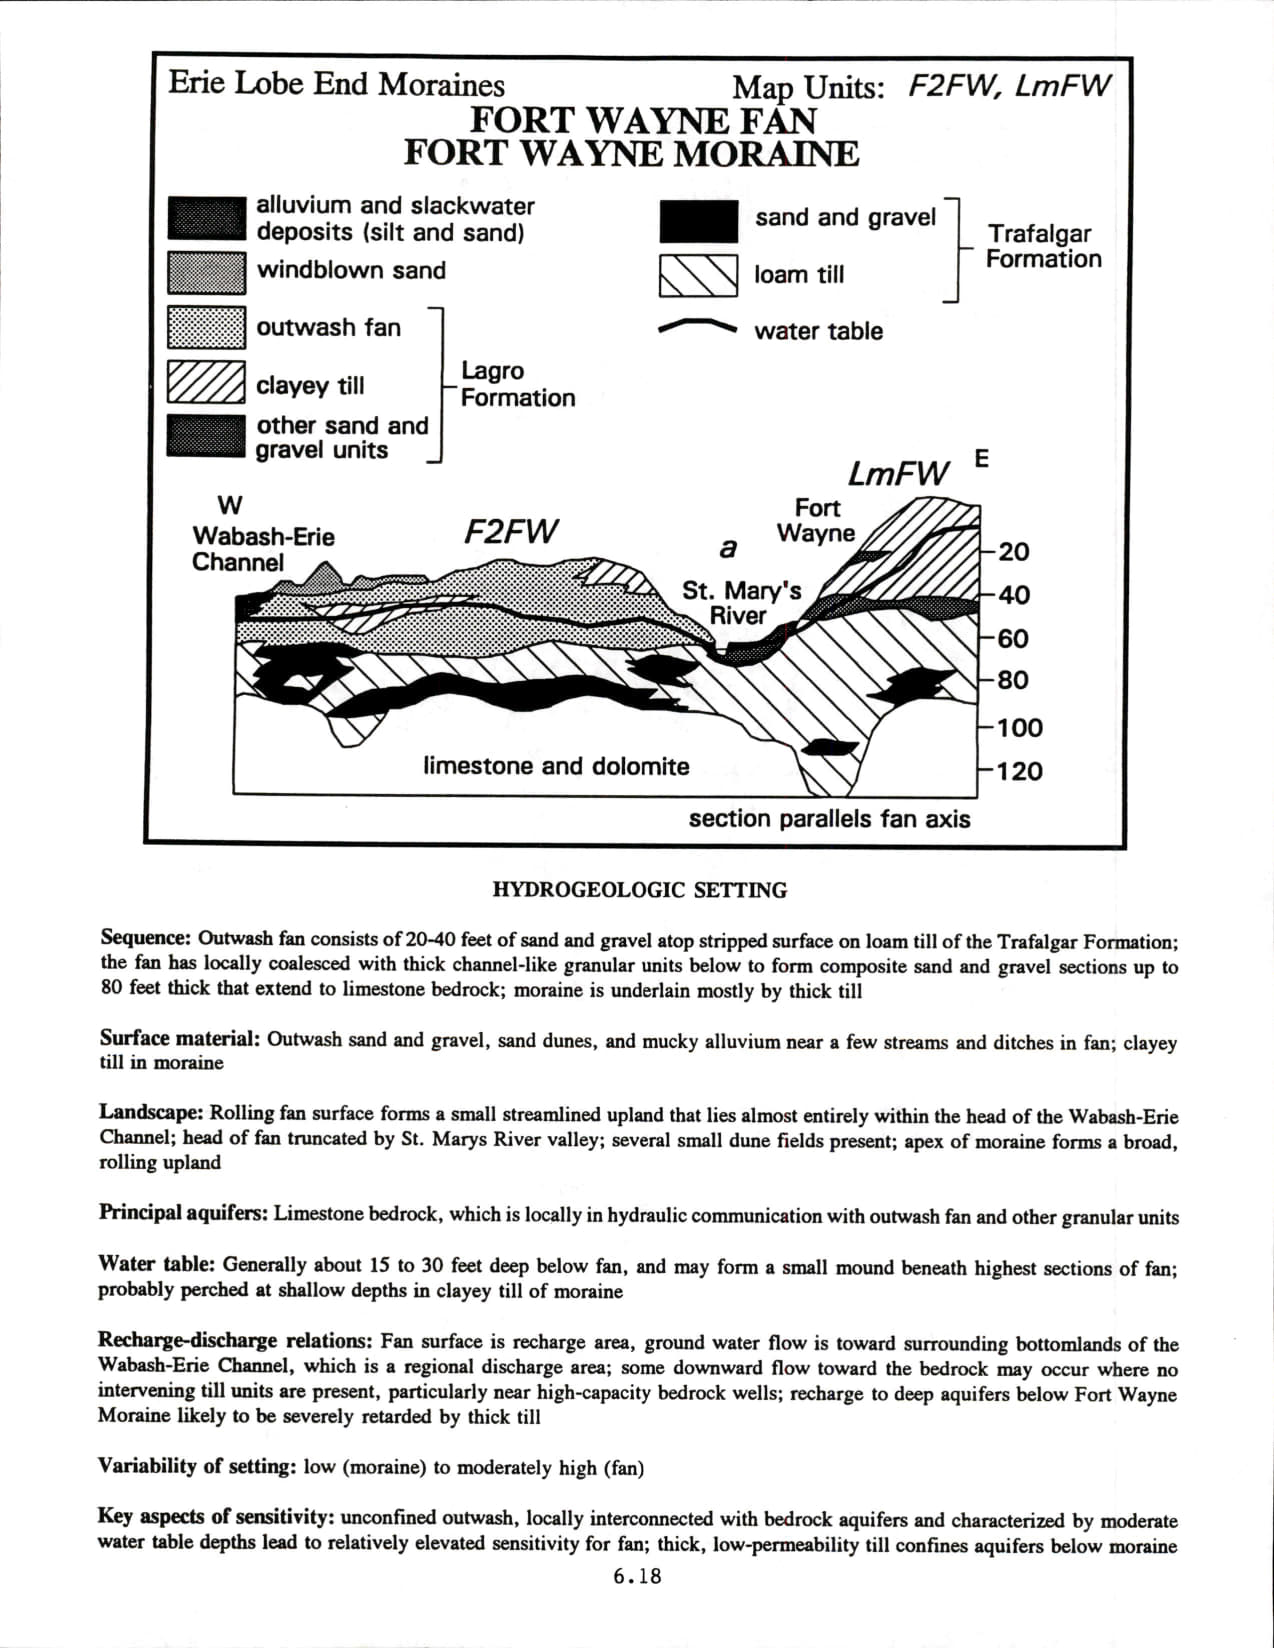 Erie Lobe End Moraines
Map Units: F2FW, LmFW
FORT WAYNE FAN
FORT WAYNE MORAINE
alluvium and slackwater
deposits (silt and sand)
windblown sand
outwash fan
clayey till
other sand and
gravel units
Lagro
Formation
sand and gravel
loam till
water table
Trafalgar
Formation
W
Wabash-Erie
Channel
F2FW
a
St. Mary's
River
Fort
Wayne
LmFW
E
20
40
60
80
100
120
limestone and dolomite
section parallels fan axis
HYDROGEOLOGIC SETTING
Sequence: Outwash fan consists of 20-40 feet of sand and gravel atop stripped surface on loam till of the Trafalgar Formation;
the fan has locally coalesced with thick channel-like granular units below to form composite sand and gravel sections up to
80 feet thick that extend to limestone bedrock; moraine is underlain mostly by thick till
Surface material: Outwash sand and gravel, sand dunes, and mucky alluvium near a few streams and ditches in fan; clayey
till in moraine
Landscape: Rolling fan surface forms a small streamlined upland that lies almost entirely within the head of the Wabash-Erie
Channel; head of fan truncated by St. Marys River valley; several small dune fields present; apex of moraine forms a broad,
rolling upland
Principal aquifers: Limestone bedrock, which is locally in hydraulic communication with outwash fan and other granular units
Water table: Generally about 15 to 30 feet deep below fan, and may form a small mound beneath highest sections of fan;
probably perched at shallow depths in clayey till of moraine
Recharge-discharge relations: Fan surface is recharge area, ground water flow is toward surrounding bottomlands of the
Wabash-Erie Channel, which is a regional discharge area; some downward flow toward the bedrock may occur where no
intervening till units are present, particularly near high-capacity bedrock wells; recharge to deep aquifers below Fort Wayne
Moraine likely to be severely retarded by thick till
Variability of setting: low (moraine) to moderately high (fan)
Key aspects of sensitivity: unconfined outwash, locally interconnected with bedrock aquifers and characterized by moderate
water table depths lead to relatively elevated sensitivity for fan; thick, low-permeability till confines aquifers below moraine
6.18